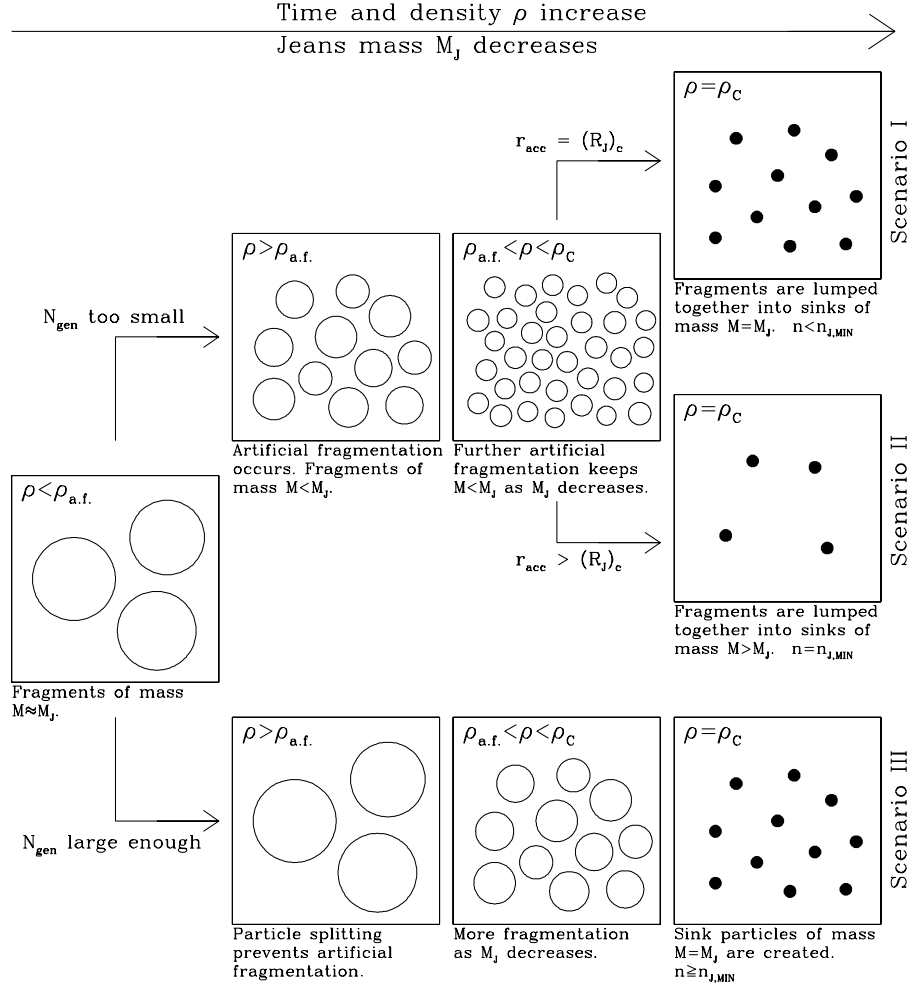 Time and density ρ increase
Jeans mass M_J decreases
ρ=ρ_C
r_acc = (R_J)_c
Scenario I
Fragments are lumped
together into sinks of
mass M=M_J. n<n_J,MIN
N_gen too small
ρ>ρ_a.f.
Artificial fragmentation
occurs. Fragments of
mass M<M_J.
ρ_a.f.<ρ<ρ_C
Further artificial
fragmentation keeps
M<M_J as M_J decreases.
ρ=ρ_C
r_acc > (R_J)_c
Scenario II
Fragments are lumped
together into sinks of
mass M>M_J. n=n_J,MIN
ρ<ρ_a.f.
Fragments of mass
M≈M_J.
N_gen large enough
ρ>ρ_a.f.
Particle splitting
prevents artificial
fragmentation.
ρ_a.f.<ρ<ρ_C
More fragmentation
as M_J decreases.
ρ=ρ_C
Scenario III
Sink particles of mass
M=M_J are created.
n≧n_J,MIN